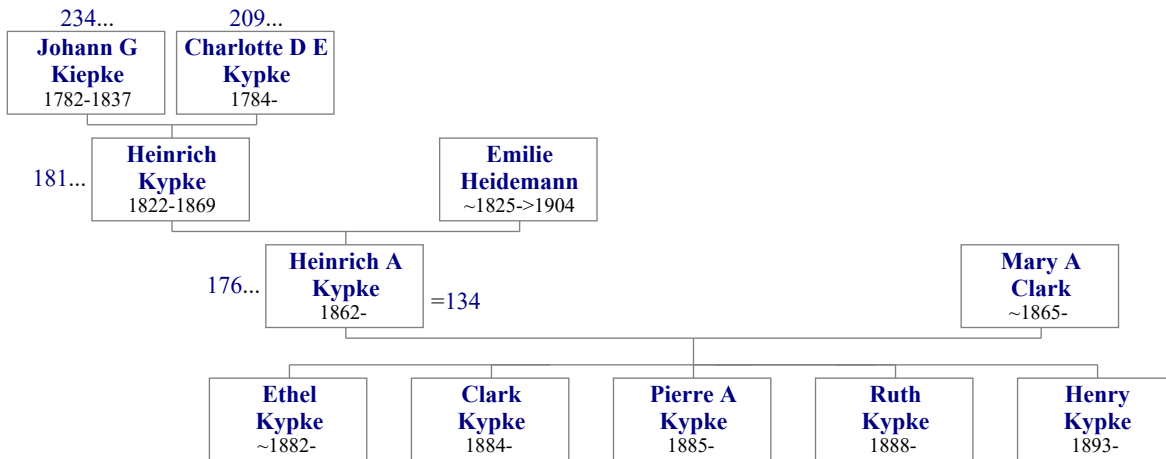 234... 209...
Johann G Charlotte D E
Kiepke Kypke
1782-1837 1784-
Heinrich Emilie
181... Kypke Heidemann
1822-1869 ~1825->1904
Heinrich A Mary A
176... Kypke =134 Clark
1862- ~1865-
Ethel Clark Pierre A Ruth Henry
Kypke Kypke Kypke Kypke Kypke
~1882- 1884- 1885- 1888- 1893-